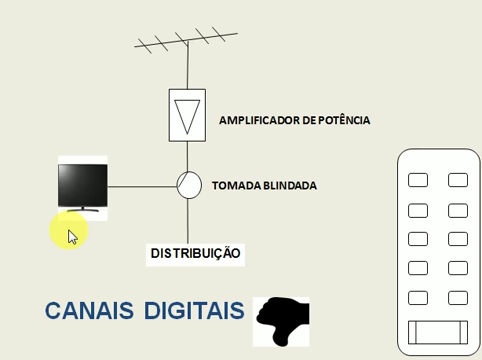 AMPLIFICADOR DE POTÊNCIA
TOMADA BLINDADA
DISTRIBUIÇÃO
CANAIS DIGITAIS